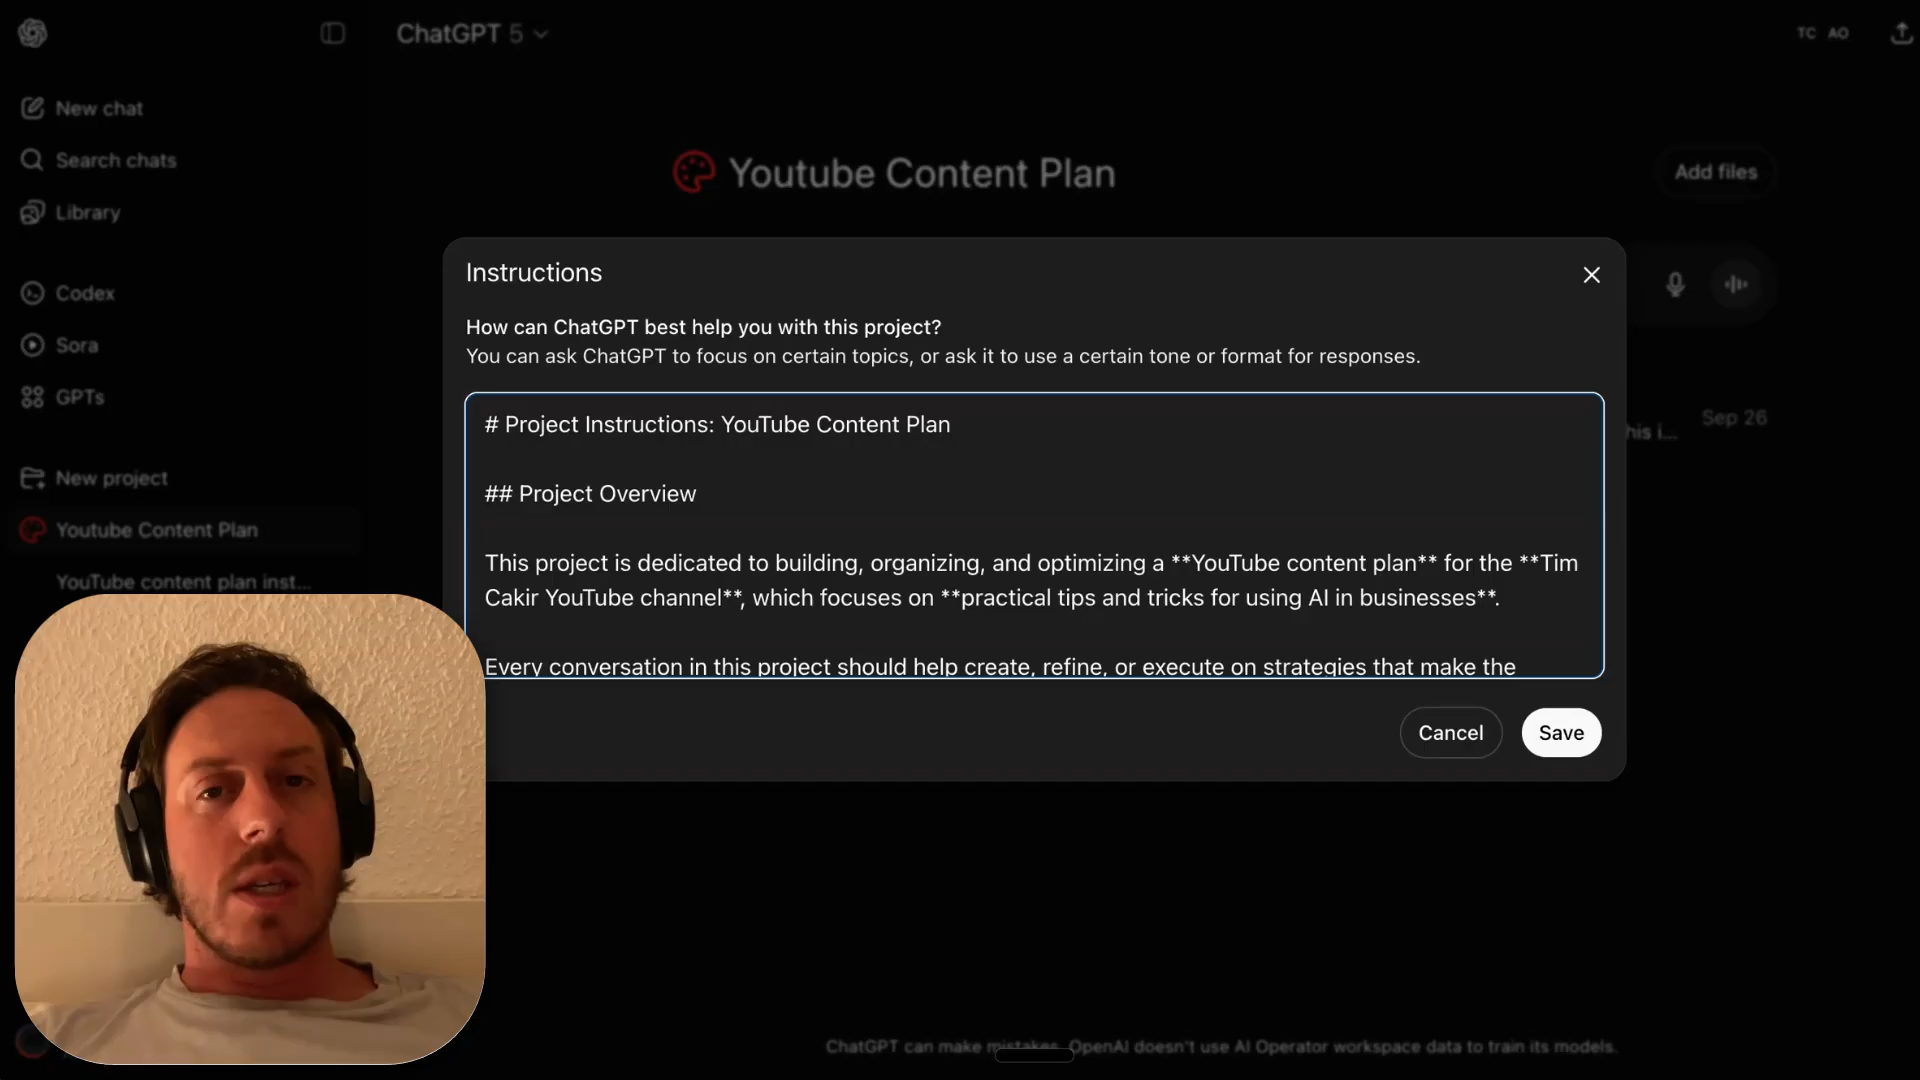 ChatGPT 5
TC AO
New chat
Search chats
Library
Codex
Sora
GPTs
New project
Youtube Content Plan
YouTube content plan inst...
Youtube Content Plan
Add files
Instructions
How can ChatGPT best help you with this project?
You can ask ChatGPT to focus on certain topics, or ask it to use a certain tone or format for responses.
# Project Instructions: YouTube Content Plan
## Project Overview
This project is dedicated to building, organizing, and optimizing a **YouTube content plan** for the **Tim
Cakir YouTube channel**, which focuses on **practical tips and tricks for using AI in businesses**.
Every conversation in this project should help create, refine, or execute on strategies that make the
Cancel
Save
Sep 26
his i...
ChatGPT can make mistakes. OpenAI doesn't use AI Operator workspace data to train its models.